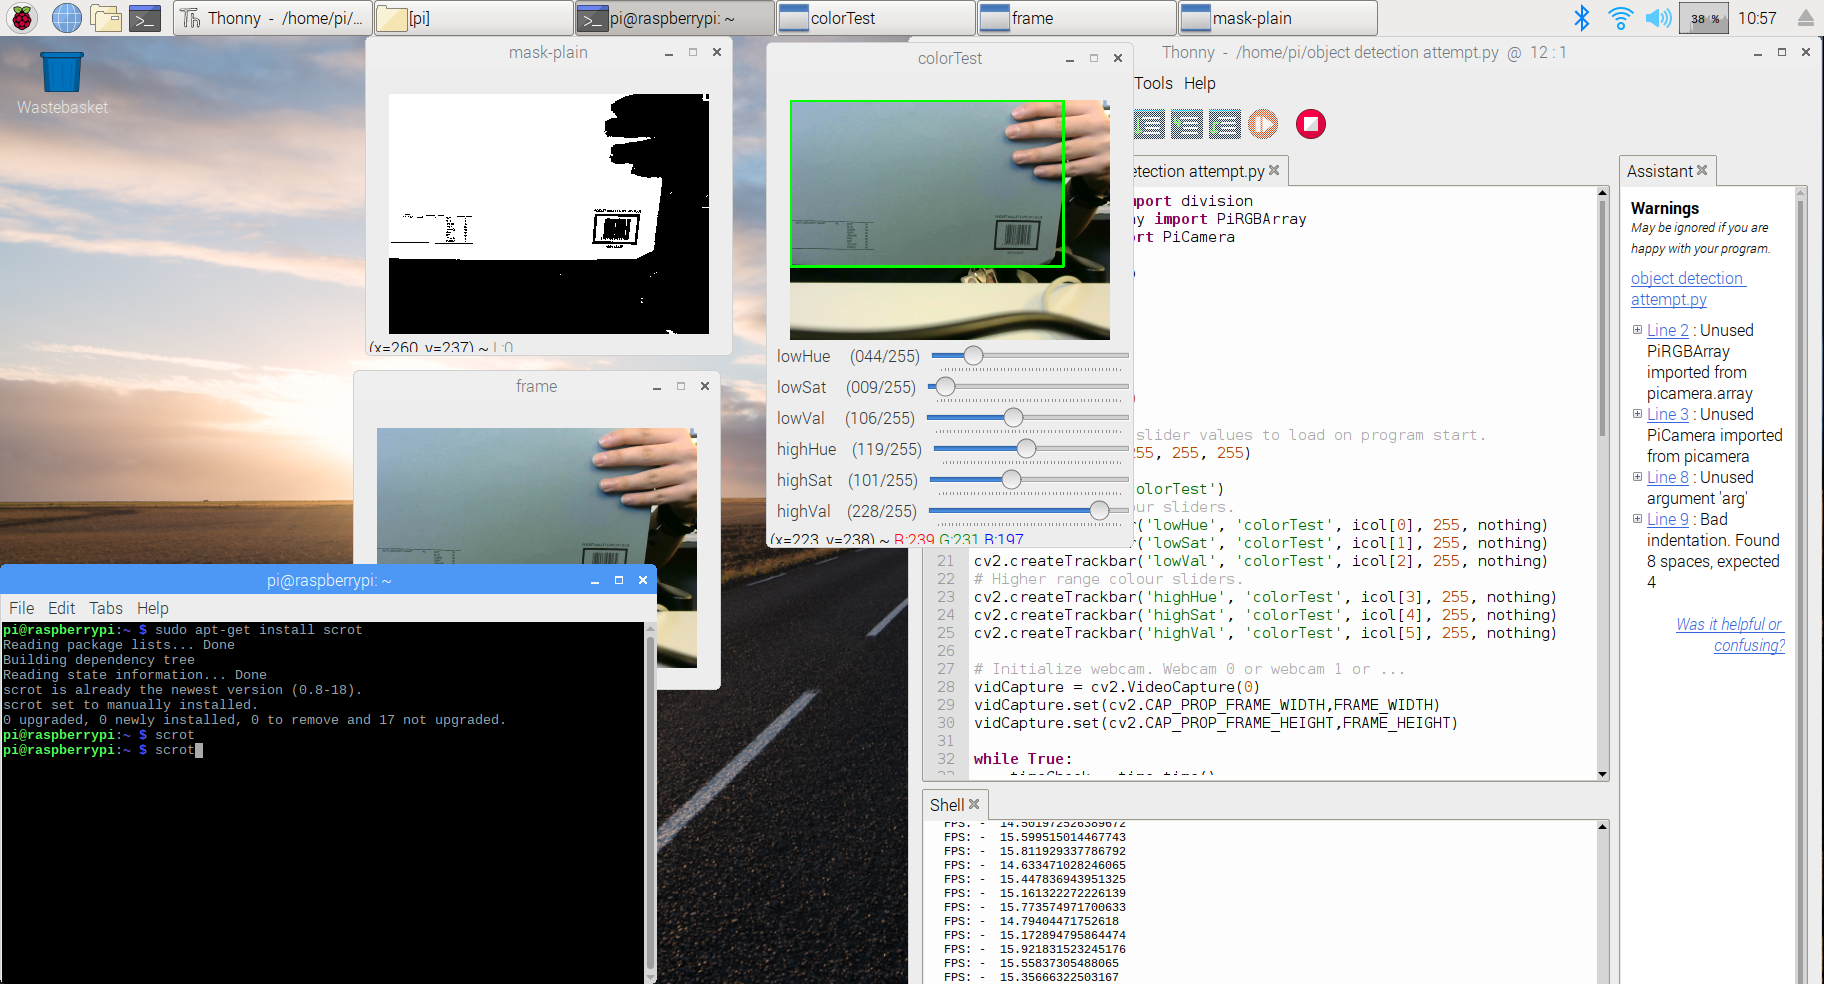 Thonny - /home/pi/...
[pi]
pi@raspberrypi: ~
colorTest
frame
mask-plain
38 %
10:57
Wastebasket
mask-plain
(x=260, y=237) ~ L:0
frame
colorTest
lowHue (044/255)
lowSat (009/255)
lowVal (106/255)
highHue (119/255)
highSat (101/255)
highVal (228/255)
(x=223, y=238) ~ R:239 G:231 B:197
pi@raspberrypi: ~
File Edit Tabs Help
pi@raspberrypi:~ $ sudo apt-get install scrot
Reading package lists... Done
Building dependency tree
Reading state information... Done
scrot is already the newest version (0.8-18).
scrot set to manually installed.
0 upgraded, 0 newly installed, 0 to remove and 17 not upgraded.
pi@raspberrypi:~ $ scrot
pi@raspberrypi:~ $ scrot
Thonny - /home/pi/object detection attempt.py @ 12 : 1
Tools Help
etection attempt.py
mport division
ay import PiRGBArray
ort PiCamera
slider values to load on program start.
255, 255, 255)
olorTest')
our sliders.
r('lowHue', 'colorTest', icol[0], 255, nothing)
r('lowSat', 'colorTest', icol[1], 255, nothing)
21 cv2.createTrackbar('lowVal', 'colorTest', icol[2], 255, nothing)
22 # Higher range colour sliders.
23 cv2.createTrackbar('highHue', 'colorTest', icol[3], 255, nothing)
24 cv2.createTrackbar('highSat', 'colorTest', icol[4], 255, nothing)
25 cv2.createTrackbar('highVal', 'colorTest', icol[5], 255, nothing)
26
27 # Initialize webcam. Webcam 0 or webcam 1 or ...
28 vidCapture = cv2.VideoCapture(0)
29 vidCapture.set(cv2.CAP_PROP_FRAME_WIDTH,FRAME_WIDTH)
30 vidCapture.set(cv2.CAP_PROP_FRAME_HEIGHT,FRAME_HEIGHT)
31
32 while True:
33 timeCheck = time.time()
Shell
FPS: - 14.501972526389672
FPS: - 15.599515014467743
FPS: - 15.811929337786792
FPS: - 14.633471028246065
FPS: - 15.447836943951325
FPS: - 15.161322272226139
FPS: - 15.773574971700633
FPS: - 14.79404471752618
FPS: - 15.172894795864474
FPS: - 15.921831523245176
FPS: - 15.55837305488065
FPS: - 15.35666322503167
Assistant
Warnings
May be ignored if you are
happy with your program.
object detection
attempt.py
Line 2 : Unused
PiRGBArray
imported from
picamera.array
Line 3 : Unused
PiCamera imported
from picamera
Line 8 : Unused
argument 'arg'
Line 9 : Bad
indentation. Found
8 spaces, expected
4
Was it helpful or
confusing?